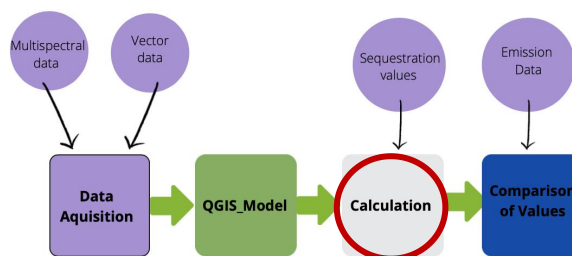 Multispectral
data
Vector
data
Sequestration
values
Emission
Data
Data
Aquisition
QGIS_Model
Calculation
Comparison
of Values